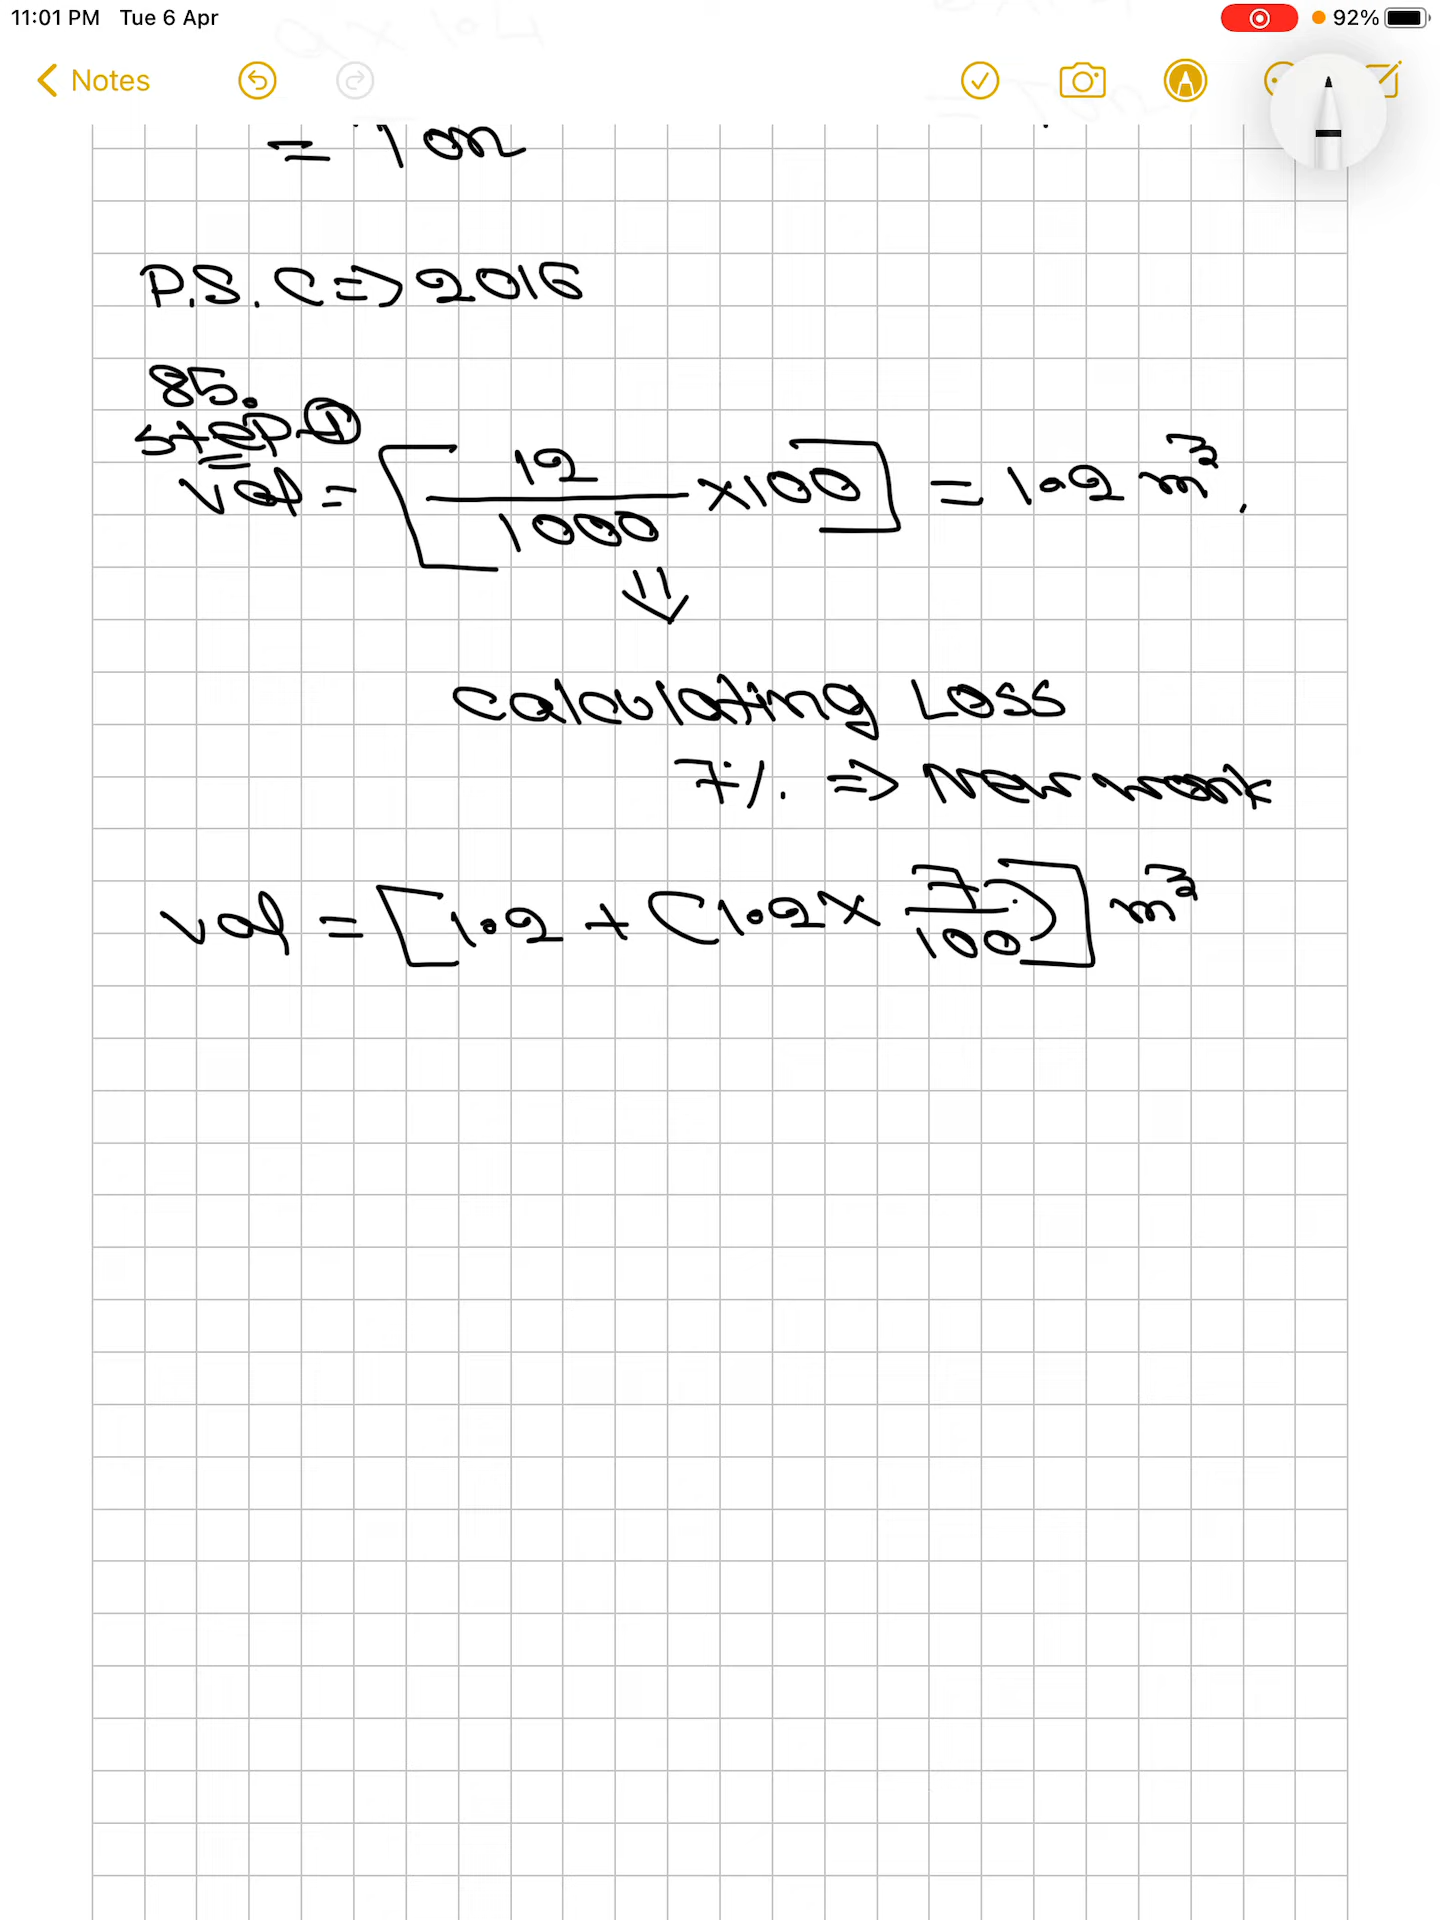 11:01 PM Tue 6 Apr 92%
Notes
P.S. C => 2016
85.
Step-①
Vol = [12/1000 ×100] = 1.2 m³.
⇓
Calculating Loss
7% => New work
Vol = [1.2 + (1.2× 7/100)] m³